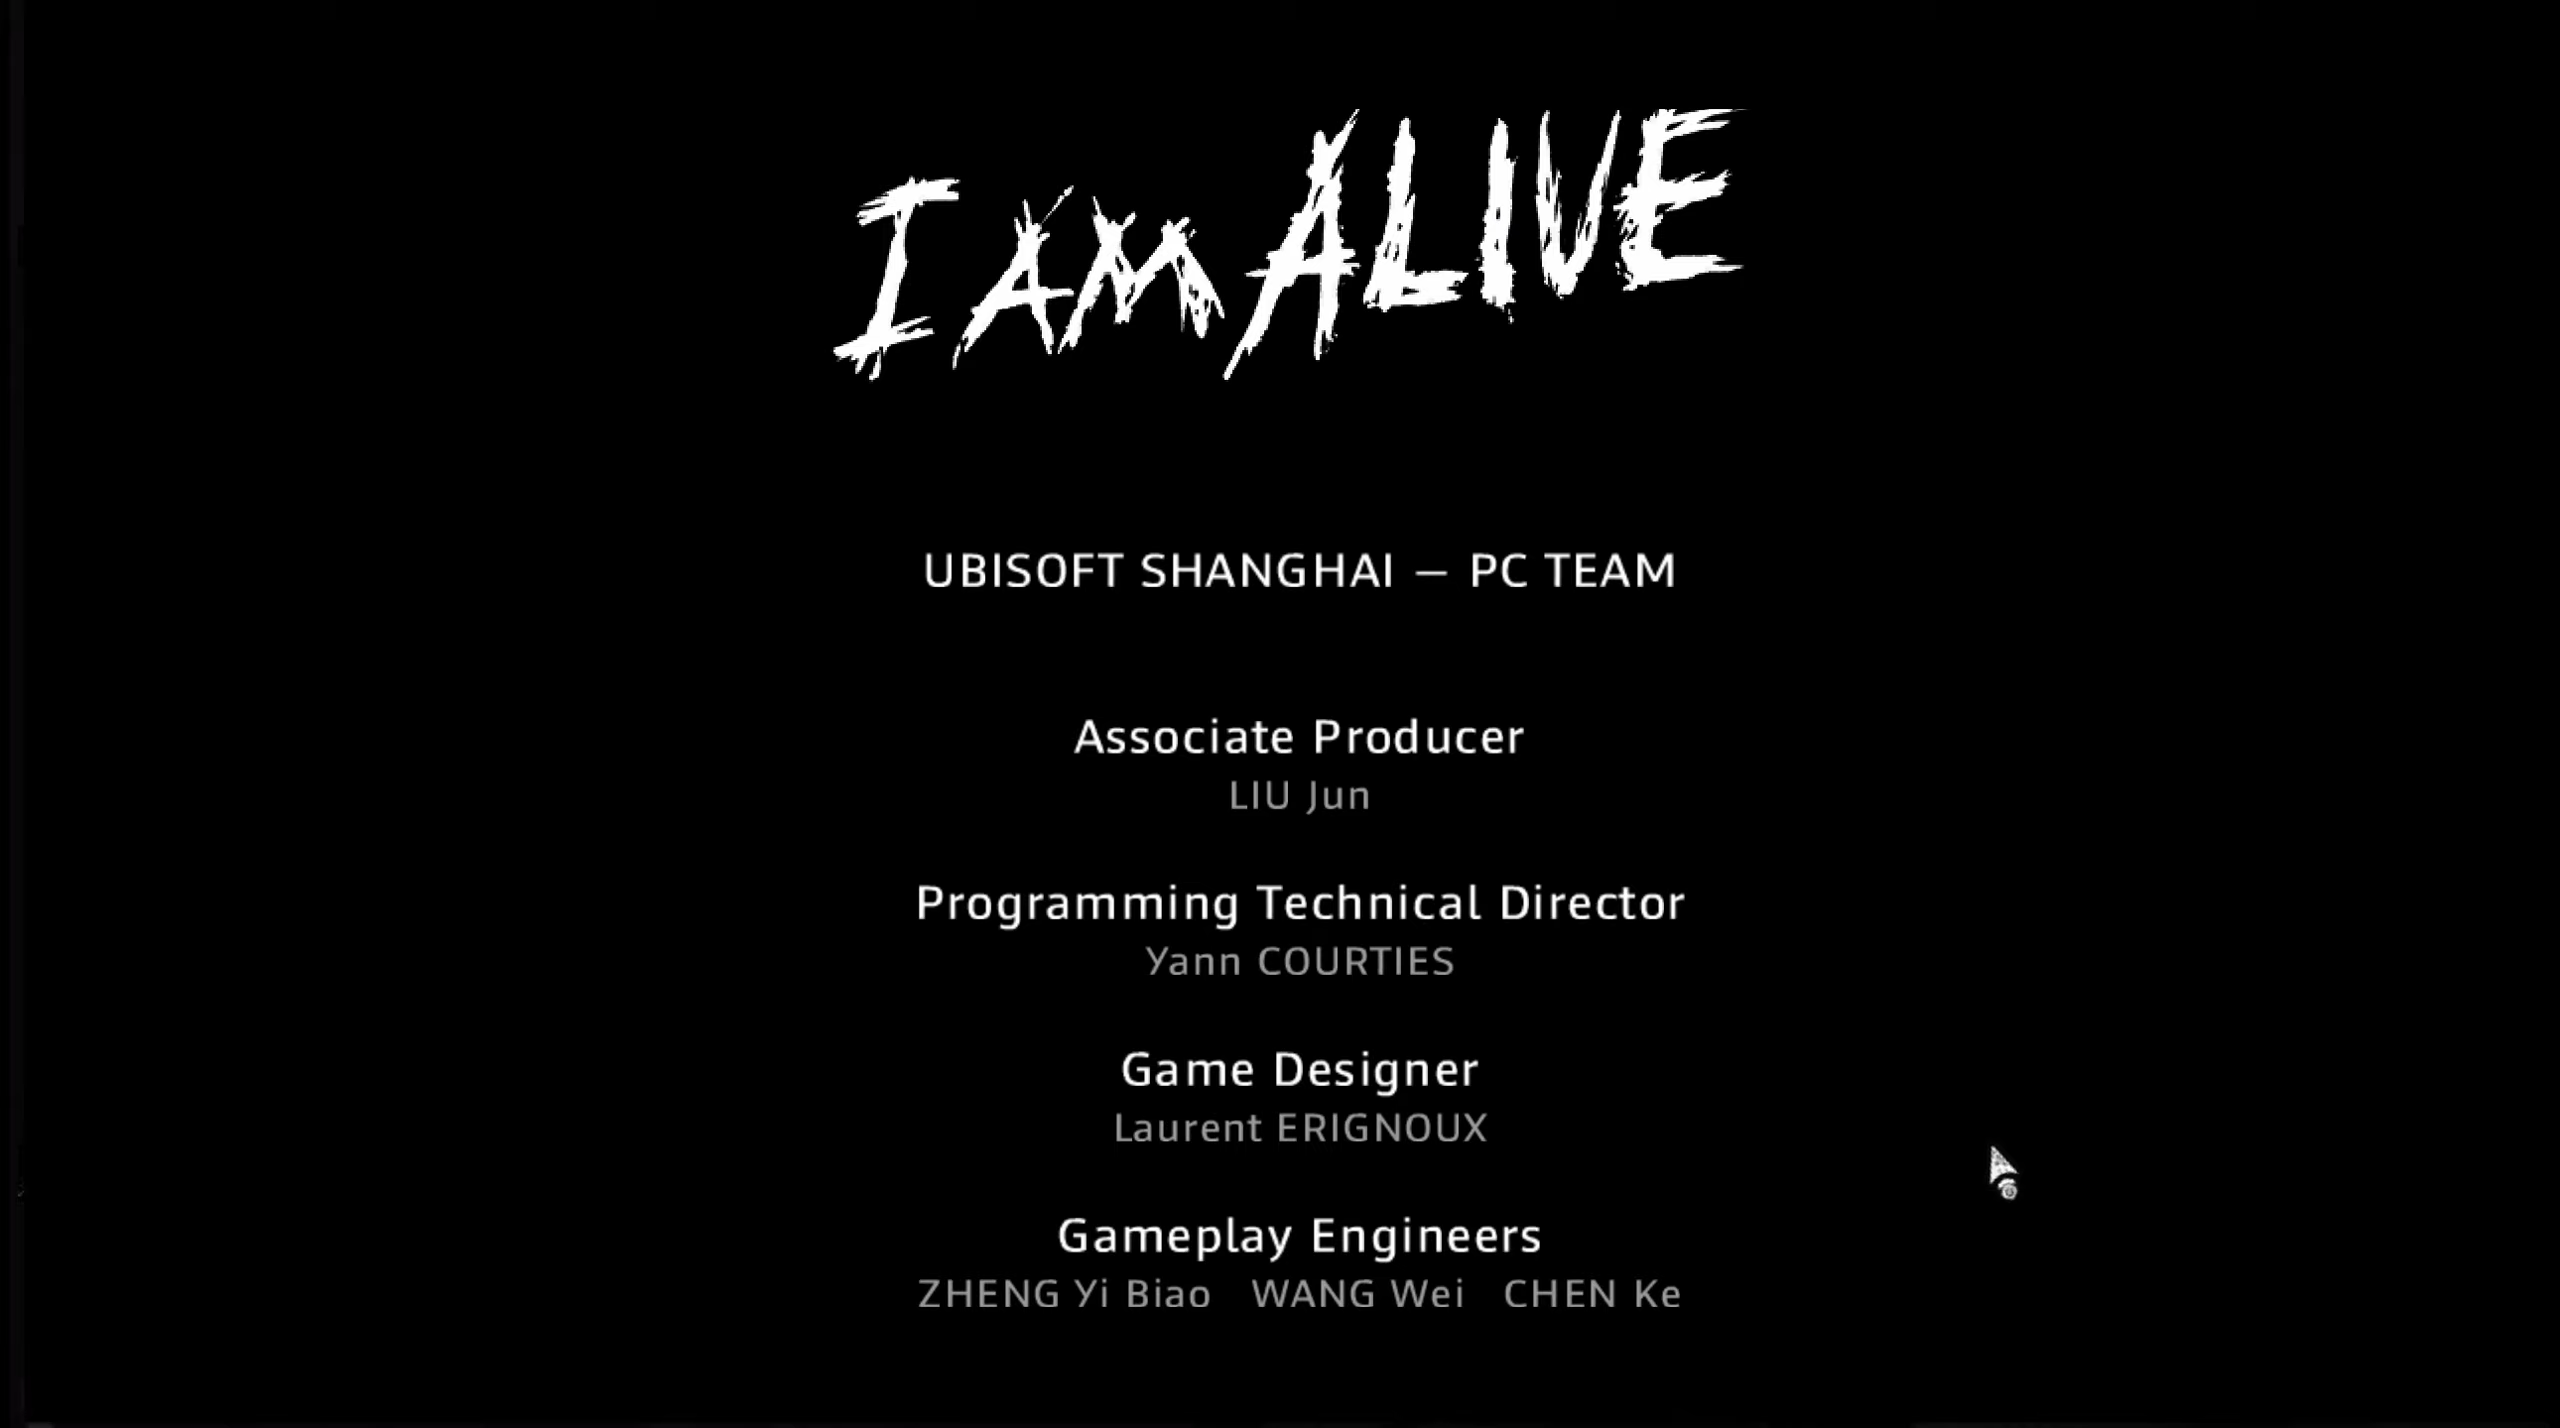 I AM ALIVE
UBISOFT SHANGHAI – PC TEAM
Associate Producer
LIU Jun
Programming Technical Director
Yann COURTIES
Game Designer
Laurent ERIGNOUX
Gameplay Engineers
ZHENG Yi Biao WANG Wei CHEN Ke